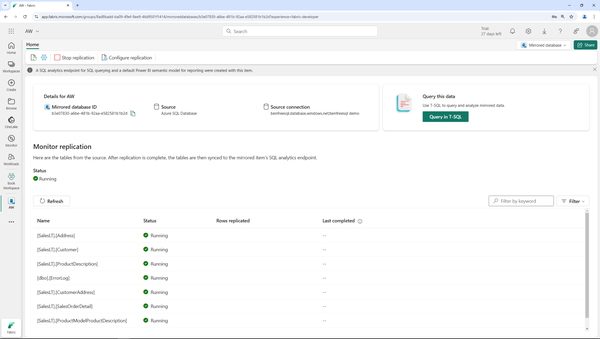 AW - Fabric
app.fabric.microsoft.com/groups/
AW
Search
Trial:
27 days left
Home
Mirrored database
Share
Stop replication
Configure replication
A SQL analytics endpoint for SQL querying and a default Power BI semantic model for reporting were created with this item.
Home
Workspaces
Create
Browse
OneLake
Monitor
Workloads
Workspace
AW
Fabric
Details for AW
Mirrored database ID
Source
Azure SQL Database
Source connection
Query this data
Use T-SQL to query and analyze mirrored data.
Query in T-SQL
Monitor replication
Here are the tables from the source. After replication is complete, the tables are then synced to the mirrored item's SQL analytics endpoint.
Status
Running
Refresh
Filter by keyword
Filter
Name
Status
Rows replicated
Last completed
[SalesLT].[Address]
Running
--
[SalesLT].[Customer]
Running
--
[SalesLT].[ProductDescription]
Running
--
[dbo].[ErrorLog]
Running
--
[SalesLT].[CustomerAddress]
Running
--
[SalesLT].[SalesOrderDetail]
Running
--
[SalesLT].[ProductModelProductDescription]
Running
--